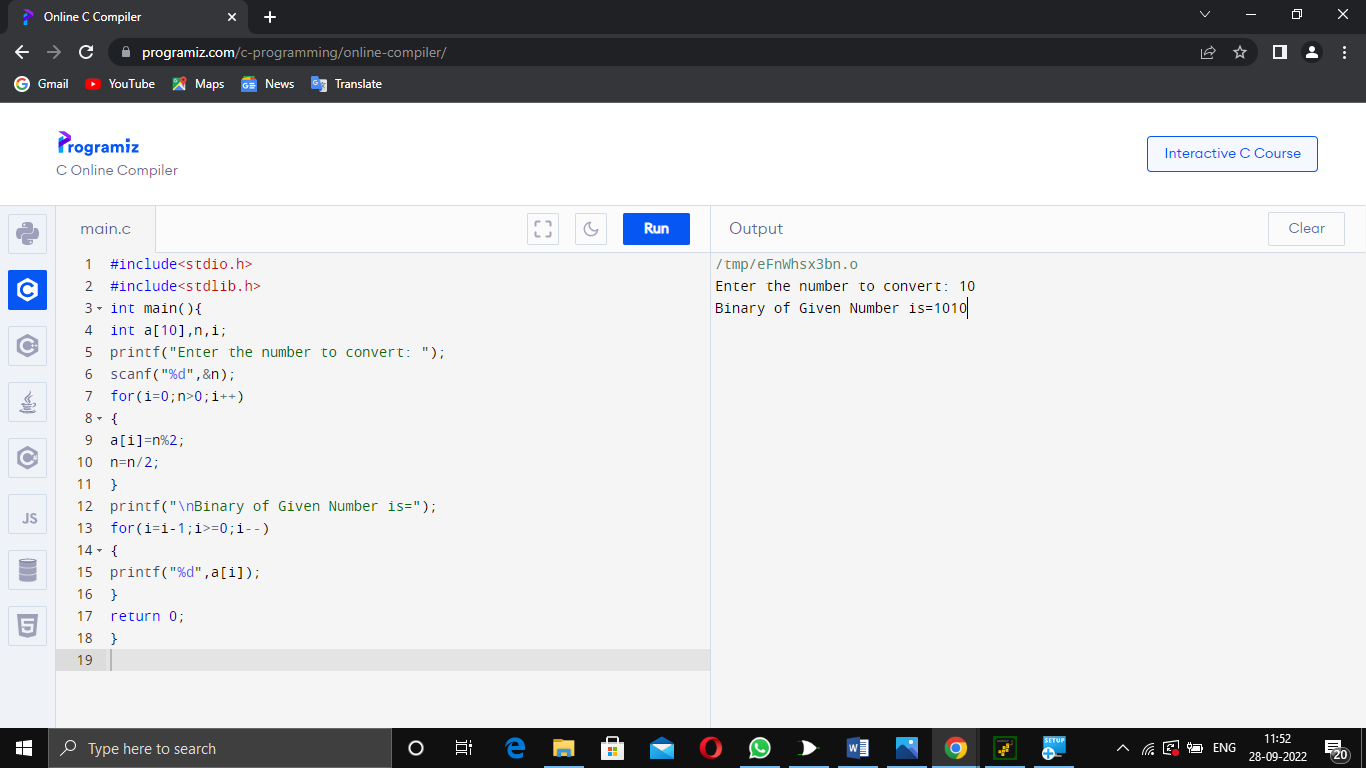 Online C Compiler
programiz.com/c-programming/online-compiler/
Gmail YouTube Maps News Translate
Programiz
C Online Compiler
Interactive C Course
main.c
Run
Output
Clear
1 #include<stdio.h>
2 #include<stdlib.h>
3 int main(){
4 int a[10],n,i;
5 printf("Enter the number to convert: ");
6 scanf("%d",&n);
7 for(i=0;n>0;i++)
8 {
9 a[i]=n%2;
10 n=n/2;
11 }
12 printf("\nBinary of Given Number is=");
13 for(i=i-1;i>=0;i--)
14 {
15 printf("%d",a[i]);
16 }
17 return 0;
18 }
19
/tmp/eFnWhsx3bn.o
Enter the number to convert: 10
Binary of Given Number is=1010
JS
Type here to search
SETUP
ENG
11:52
28-09-2022
20